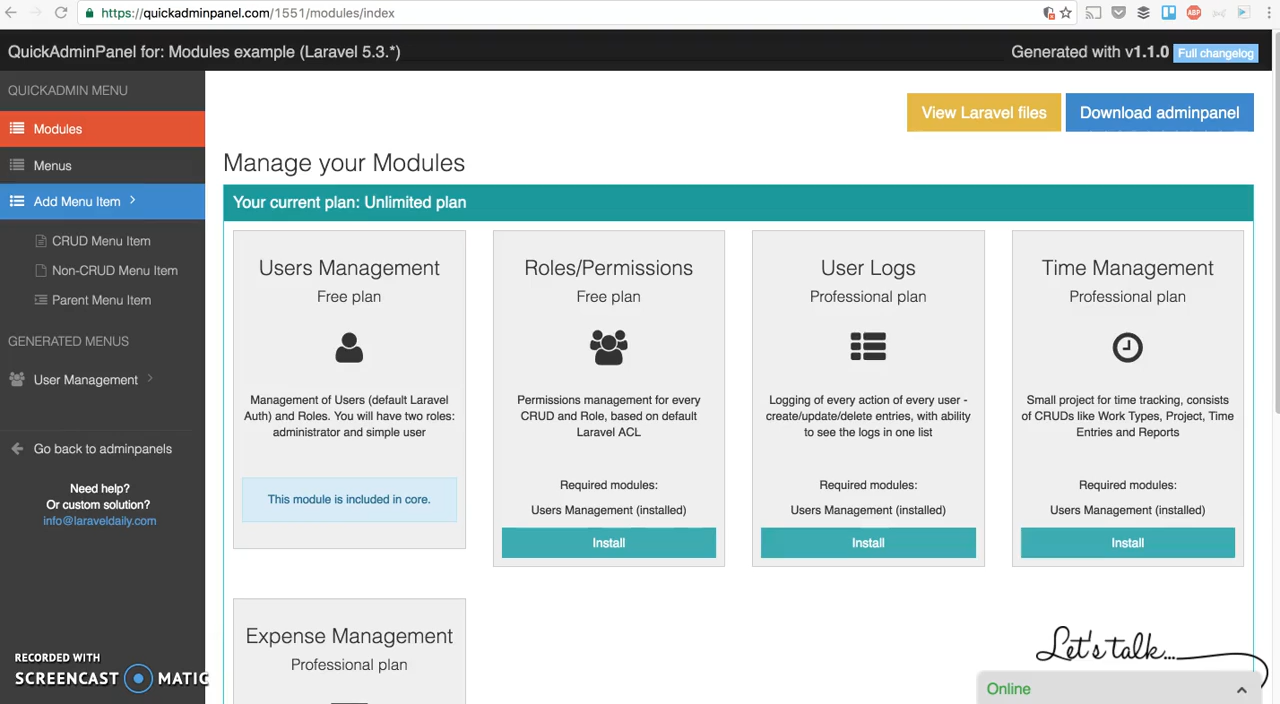 https://quickadminpanel.com/1551/modules/index
ABP
QuickAdminPanel for: Modules example (Laravel 5.3.*)
Generated with v1.1.0 Full changelog
QUICKADMIN MENU
Modules
Menus
Add Menu Item
CRUD Menu Item
Non-CRUD Menu Item
Parent Menu Item
GENERATED MENUS
User Management
Go back to adminpanels
Need help?
Or custom solution?
info@laraveldaily.com
RECORDED WITH
SCREENCAST MATIC
View Laravel files
Download adminpanel
Manage your Modules
Your current plan: Unlimited plan
Users Management
Free plan
Management of Users (default Laravel
Auth) and Roles. You will have two roles:
administrator and simple user
This module is included in core.
Roles/Permissions
Free plan
Permissions management for every
CRUD and Role, based on default
Laravel ACL
Required modules:
Users Management (installed)
Install
User Logs
Professional plan
Logging of every action of every user -
create/update/delete entries, with ability
to see the logs in one list
Required modules:
Users Management (installed)
Install
Time Management
Professional plan
Small project for time tracking, consists
of CRUDs like Work Types, Project, Time
Entries and Reports
Required modules:
Users Management (installed)
Install
Expense Management
Professional plan
Let's talk...
Online